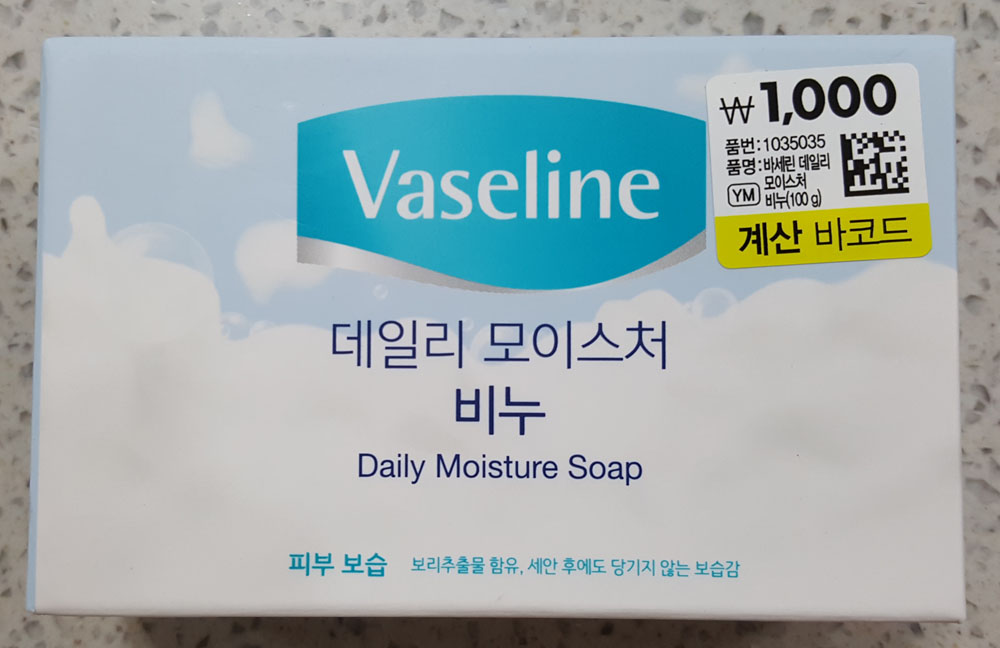 Vaseline
₩1,000
품번:1035035
품명:바세린 데일리
모이스처
YM 비누(100 g)
계산 바코드
데일리 모이스처
비누
Daily Moisture Soap
피부 보습 보리추출물 함유, 세안 후에도 당기지 않는 보습감